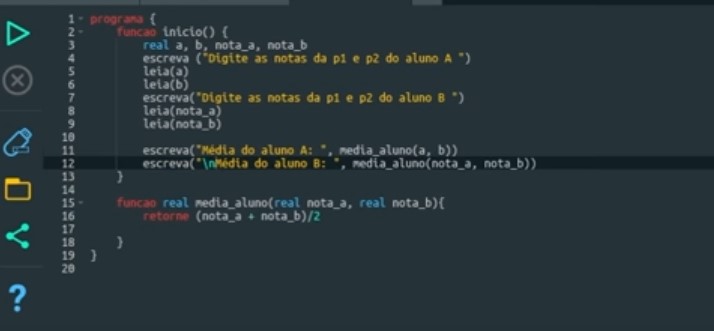 1 programa {
2 funcao inicio() {
3 real a, b, nota_a, nota_b
4 escreva ("Digite as notas da p1 e p2 do aluno A ")
5 leia(a)
6 leia(b)
7 escreva("Digite as notas da p1 e p2 do aluno B ")
8 leia(nota_a)
9 leia(nota_b)
10
11 escreva("Média do aluno A: ", media_aluno(a, b))
12 escreva("\nMédia do aluno B: ", media_aluno(nota_a, nota_b))
13 }
14
15 funcao real media_aluno(real nota_a, real nota_b){
16 retorne (nota_a + nota_b)/2
17
18 }
19 }
20
?